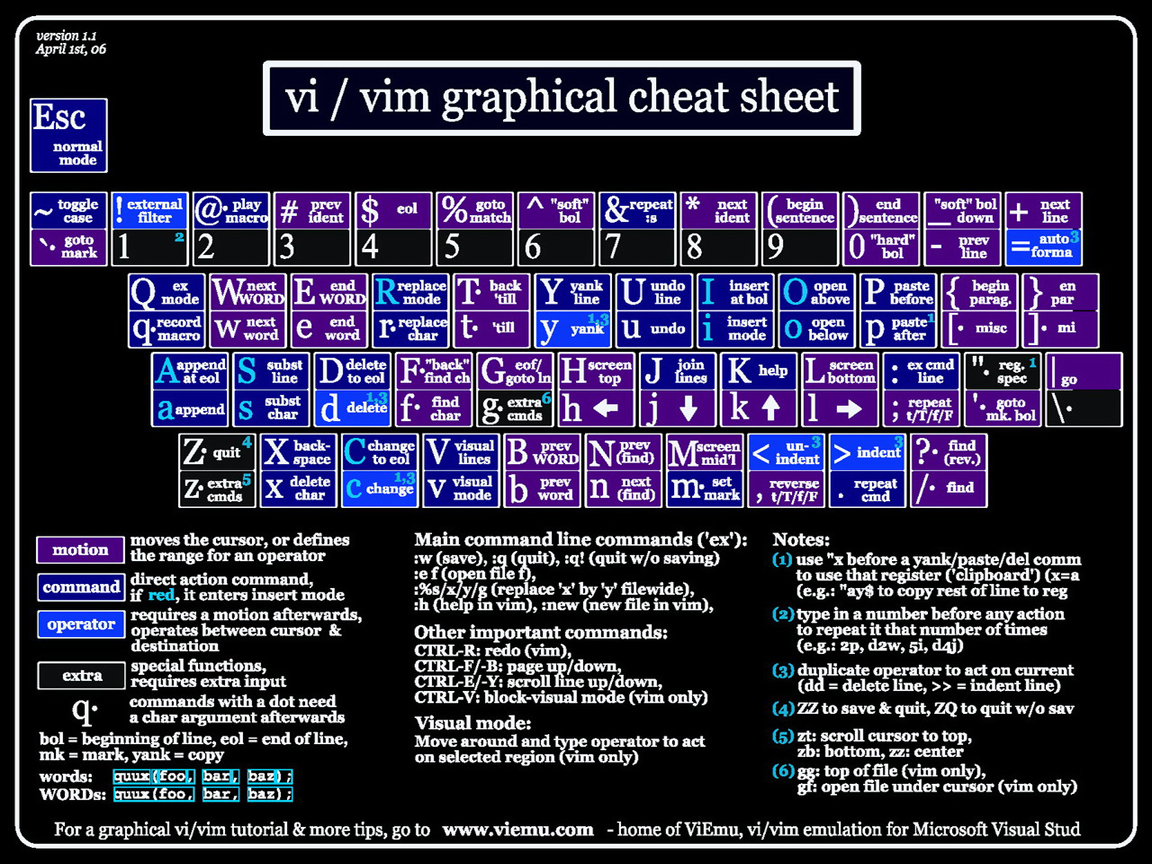 version 1.1
April 1st, 06
vi / vim graphical cheat sheet
Esc
normal
mode
~ toggle case
`· goto mark
! external filter
1 2
@· play macro
2
# prev ident
3
$ eol
4
% goto match
5
^ "soft" bol
6
& repeat :s
7
* next ident
8
( begin sentence
9
) end sentence
0 "hard" bol
_ "soft" bol down
- prev line
+ next line
= auto 3 forma
Q ex mode
q· record macro
W next WORD
w next word
E end WORD
e end word
R replace mode
r· replace char
T· back 'till
t· 'till
Y yank line
y yank 1,3
U undo line
u undo
I insert at bol
i insert mode
O open above
o open below
P paste before
p paste 1 after
{ begin parag.
[· misc
} en par
]· mi
A append at eol
a append
S subst line
s subst char
D delete to eol
d delete 1,3
F· "back" find ch
f· find char
G eof/ goto ln
g· extra 6 cmds
H screen top
h ←
J join lines
j ↓
K help
k ↑
L screen bottom
l →
: ex cmd line
; repeat t/T/f/F
"· reg. 1 spec
'· goto mk. bol
| go
\·
Z· quit 4
z· extra 5 cmds
X back- space
x delete char
C change to eol
c change 1,3
V visual lines
v visual mode
B prev WORD
b prev word
N prev (find)
n next (find)
M screen mid'l
m· set mark
< un- 3 indent
, reverse t/T/f/F
> indent 3
. repeat cmd
?· find (rev.)
/· find
motion moves the cursor, or defines
the range for an operator
command direct action command,
if red, it enters insert mode
operator requires a motion afterwards,
operates between cursor &
destination
extra special functions,
requires extra input
q· commands with a dot need
a char argument afterwards
bol = beginning of line, eol = end of line,
mk = mark, yank = copy
words: quux(foo, bar, baz);
WORDs: quux(foo, bar, baz);
Main command line commands ('ex'):
:w (save), :q (quit), :q! (quit w/o saving)
:e f (open file f),
:%s/x/y/g (replace 'x' by 'y' filewide),
:h (help in vim), :new (new file in vim),
Other important commands:
CTRL-R: redo (vim),
CTRL-F/-B: page up/down,
CTRL-E/-Y: scroll line up/down,
CTRL-V: block-visual mode (vim only)
Visual mode:
Move around and type operator to act
on selected region (vim only)
Notes:
(1) use "x before a yank/paste/del comm
to use that register ('clipboard') (x=a
(e.g.: "ay$ to copy rest of line to reg
(2) type in a number before any action
to repeat it that number of times
(e.g.: 2p, d2w, 5i, d4j)
(3) duplicate operator to act on current
(dd = delete line, >> = indent line)
(4) ZZ to save & quit, ZQ to quit w/o sav
(5) zt: scroll cursor to top,
zb: bottom, zz: center
(6) gg: top of file (vim only),
gf: open file under cursor (vim only)
For a graphical vi/vim tutorial & more tips, go to www.viemu.com - home of ViEmu, vi/vim emulation for Microsoft Visual Stud